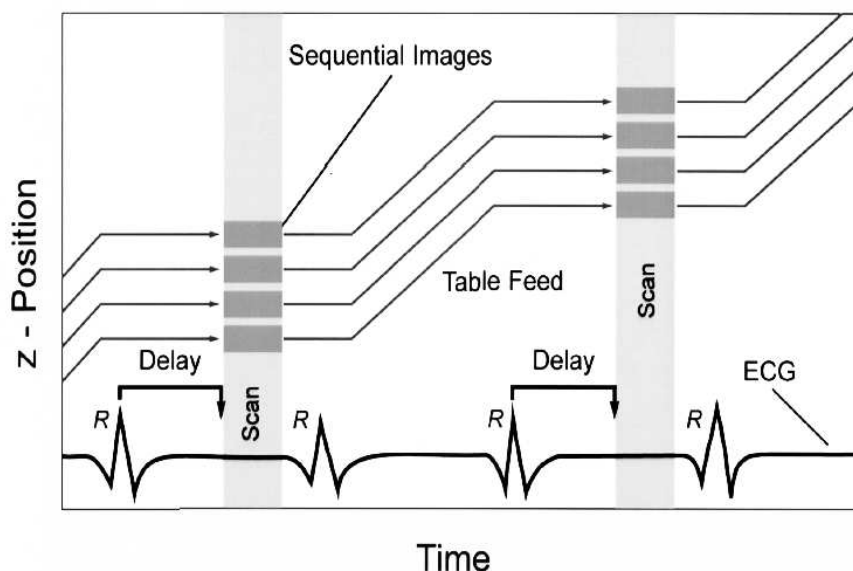 Sequential Images
z - Position
Table Feed
Scan
Delay
Delay
ECG
R
Scan
R
R
R
Time